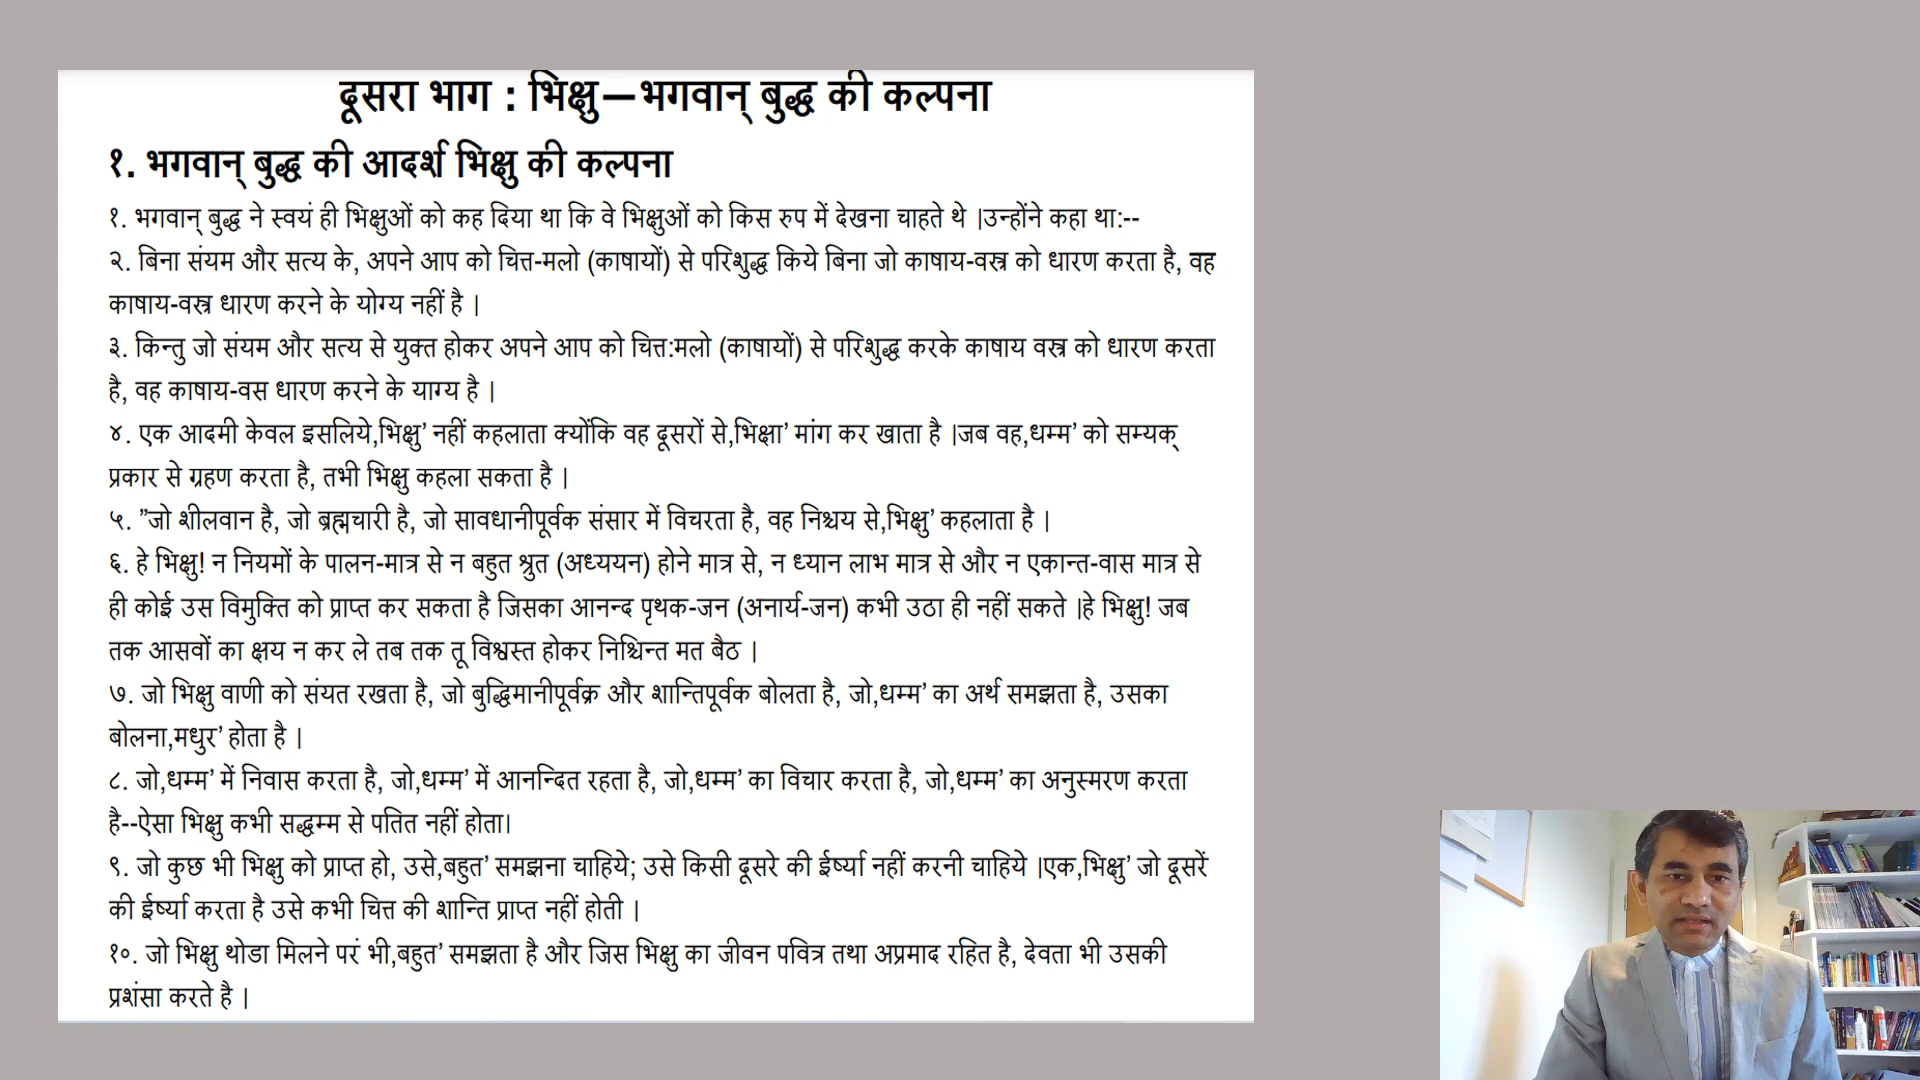 दूसरा भाग : भिक्षु—भगवान् बुद्ध की कल्पना
१. भगवान् बुद्ध की आदर्श भिक्षु की कल्पना
१. भगवान् बुद्ध ने स्वयं ही भिक्षुओं को कह दिया था कि वे भिक्षुओं को किस रुप में देखना चाहते थे |उन्होंने कहा था:--
२. बिना संयम और सत्य के, अपने आप को चित्त-मलो (काषायों) से परिशुद्ध किये बिना जो काषाय-वस्त्र को धारण करता है, वह
काषाय-वस्त्र धारण करने के योग्य नहीं है |
३. किन्तु जो संयम और सत्य से युक्त होकर अपने आप को चित्त:मलो (काषायों) से परिशुद्ध करके काषाय वस्त्र को धारण करता
है, वह काषाय-वस धारण करने के याग्य है |
४. एक आदमी केवल इसलिये,भिक्षु’ नहीं कहलाता क्योंकि वह दूसरों से,भिक्षा’ मांग कर खाता है |जब वह,धम्म’ को सम्यक्
प्रकार से ग्रहण करता है, तभी भिक्षु कहला सकता है |
५. ”जो शीलवान है, जो ब्रह्मचारी है, जो सावधानीपूर्वक संसार में विचरता है, वह निश्चय से,भिक्षु’ कहलाता है |
६. हे भिक्षु! न नियमों के पालन-मात्र से न बहुत श्रुत (अध्ययन) होने मात्र से, न ध्यान लाभ मात्र से और न एकान्त-वास मात्र से
ही कोई उस विमुक्ति को प्राप्त कर सकता है जिसका आनन्द पृथक-जन (अनार्य-जन) कभी उठा ही नहीं सकते |हे भिक्षु! जब
तक आसवों का क्षय न कर ले तब तक तू विश्वस्त होकर निश्चिन्त मत बैठ |
७. जो भिक्षु वाणी को संयत रखता है, जो बुद्धिमानीपूर्वक्र और शान्तिपूर्वक बोलता है, जो,धम्म’ का अर्थ समझता है, उसका
बोलना,मधुर’ होता है |
८. जो,धम्म’ में निवास करता है, जो,धम्म’ में आनन्दित रहता है, जो,धम्म’ का विचार करता है, जो,धम्म’ का अनुस्मरण करता
है--ऐसा भिक्षु कभी सद्धम्म से पतित नहीं होता।
९. जो कुछ भी भिक्षु को प्राप्त हो, उसे,बहुत’ समझना चाहिये; उसे किसी दूसरे की ईर्ष्या नहीं करनी चाहिये |एक,भिक्षु’ जो दूसरें
की ईर्ष्या करता है उसे कभी चित्त की शान्ति प्राप्त नहीं होती |
१०. जो भिक्षु थोडा मिलने परं भी,बहुत’ समझता है और जिस भिक्षु का जीवन पवित्र तथा अप्रमाद रहित है, देवता भी उसकी
प्रशंसा करते है |